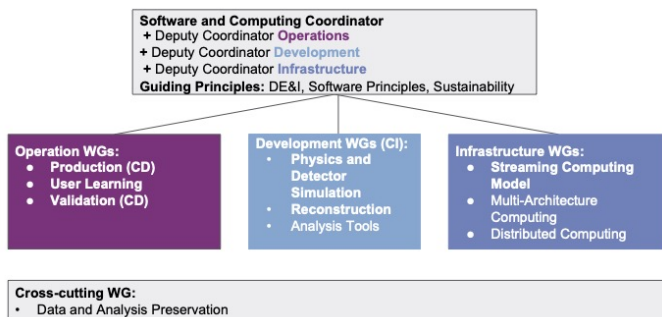 Software and Computing Coordinator
+ Deputy Coordinator Operations
+ Deputy Coordinator Development
+ Deputy Coordinator Infrastructure
Guiding Principles: DE&I, Software Principles, Sustainability
Operation WGs:
● Production (CD)
● User Learning
● Validation (CD)
Development WGs (CI):
• Physics and
Detector
Simulation
• Reconstruction
• Analysis Tools
Infrastructure WGs:
● Streaming Computing
Model
● Multi-Architecture
Computing
● Distributed Computing
Cross-cutting WG:
• Data and Analysis Preservation